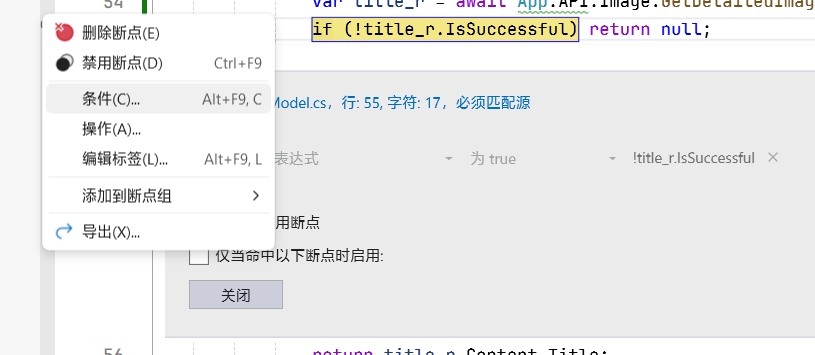 54
var title_r = await App.API.Image.GetDetailedImag
if (!title_r.IsSuccessful) return null;
删除断点(E)
禁用断点(D) Ctrl+F9
条件(C)... Alt+F9, C
Model.cs，行: 55, 字符: 17，必须匹配源
操作(A)...
编辑标签(L)... Alt+F9, L
表达式 为 true !title_r.IsSuccessful
添加到断点组
用断点
导出(X)...
仅当命中以下断点时启用:
关闭
56
return title_r.Content.Title;